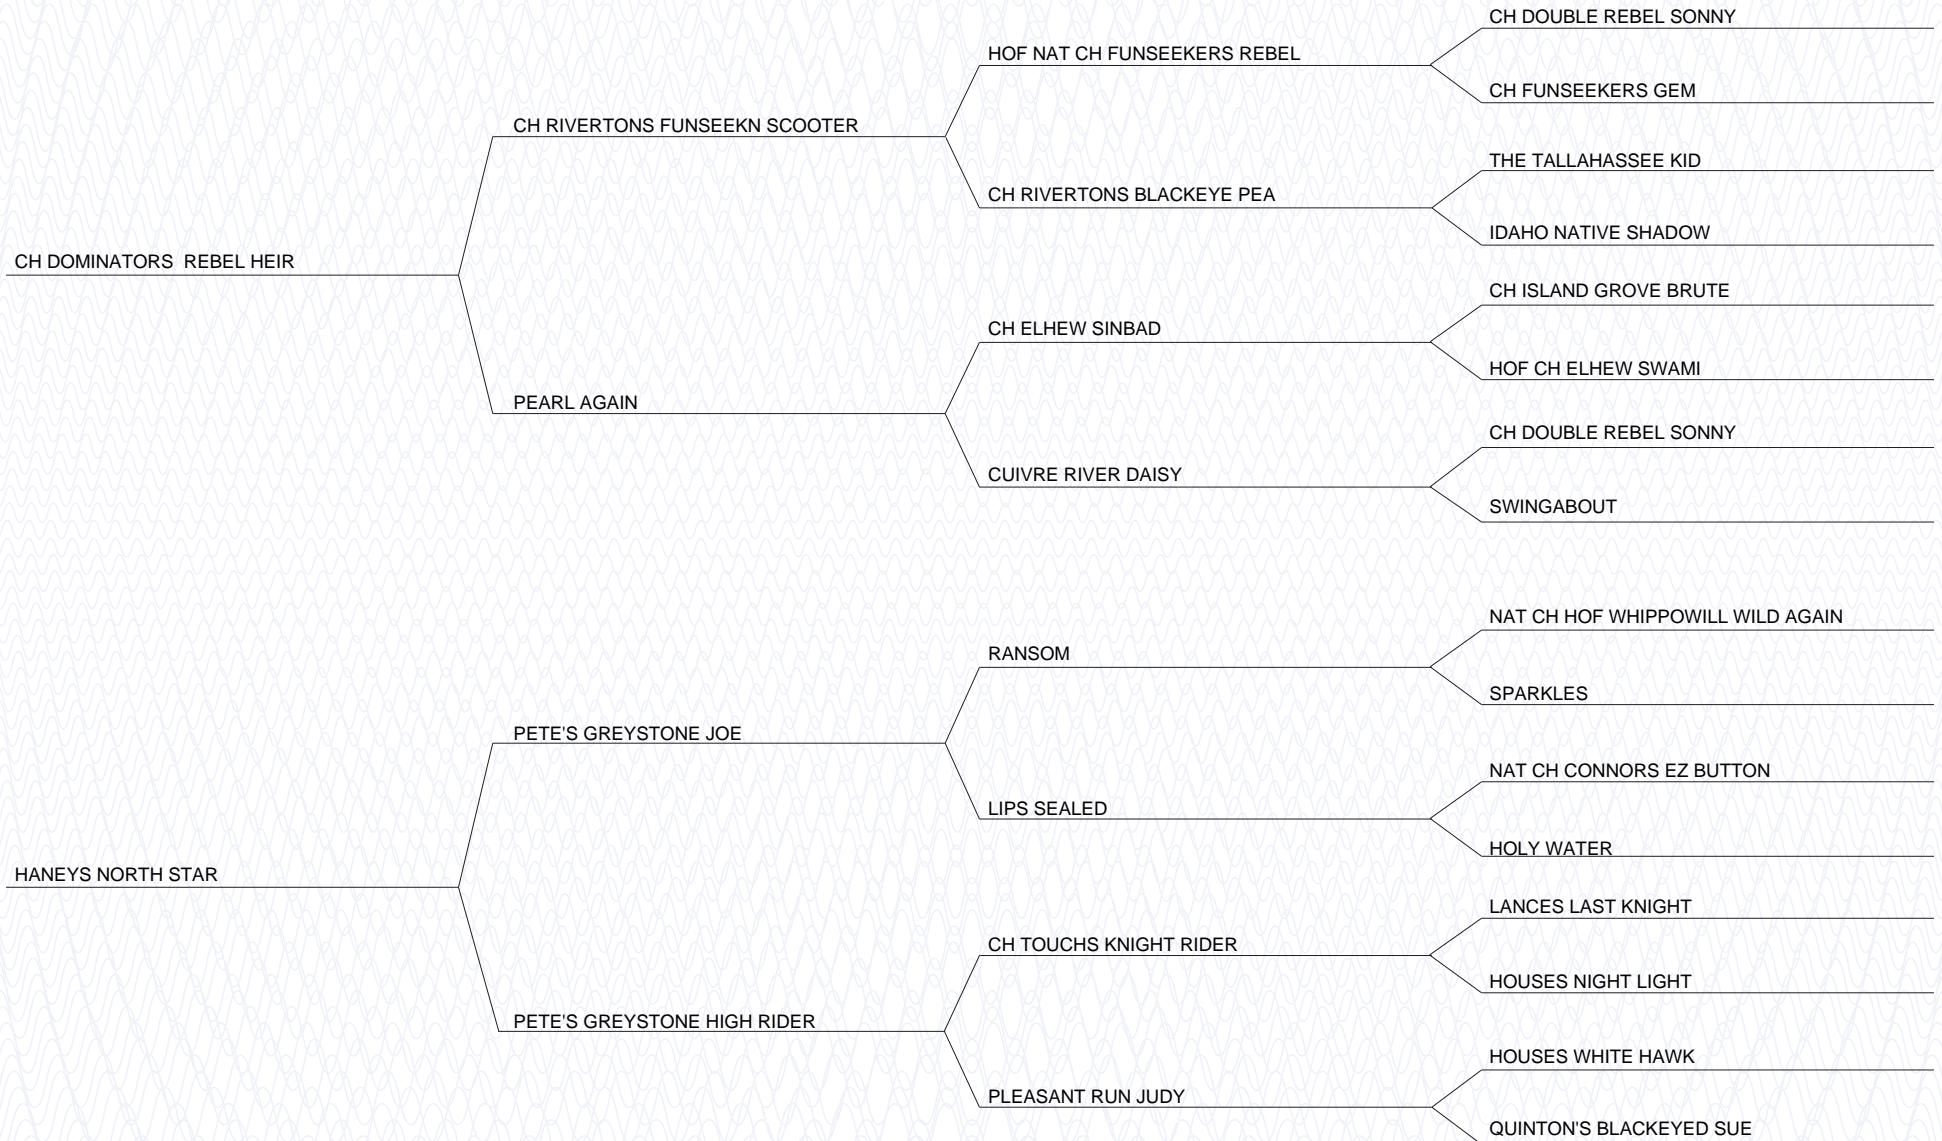 CH DOUBLE REBEL SONNY
HOF NAT CH FUNSEEKERS REBEL
CH FUNSEEKERS GEM
CH RIVERTONS FUNSEEKN SCOOTER
THE TALLAHASSEE KID
CH RIVERTONS BLACKEYE PEA
IDAHO NATIVE SHADOW
CH DOMINATORS  REBEL HEIR
CH ISLAND GROVE BRUTE
CH ELHEW SINBAD
HOF CH ELHEW SWAMI
PEARL AGAIN
CH DOUBLE REBEL SONNY
CUIVRE RIVER DAISY
SWINGABOUT
NAT CH HOF WHIPPOWILL WILD AGAIN
RANSOM
SPARKLES
PETE'S GREYSTONE JOE
NAT CH CONNORS EZ BUTTON
LIPS SEALED
HOLY WATER
HANEYS NORTH STAR
LANCES LAST KNIGHT
CH TOUCHS KNIGHT RIDER
HOUSES NIGHT LIGHT
PETE'S GREYSTONE HIGH RIDER
HOUSES WHITE HAWK
PLEASANT RUN JUDY
QUINTON'S BLACKEYED SUE